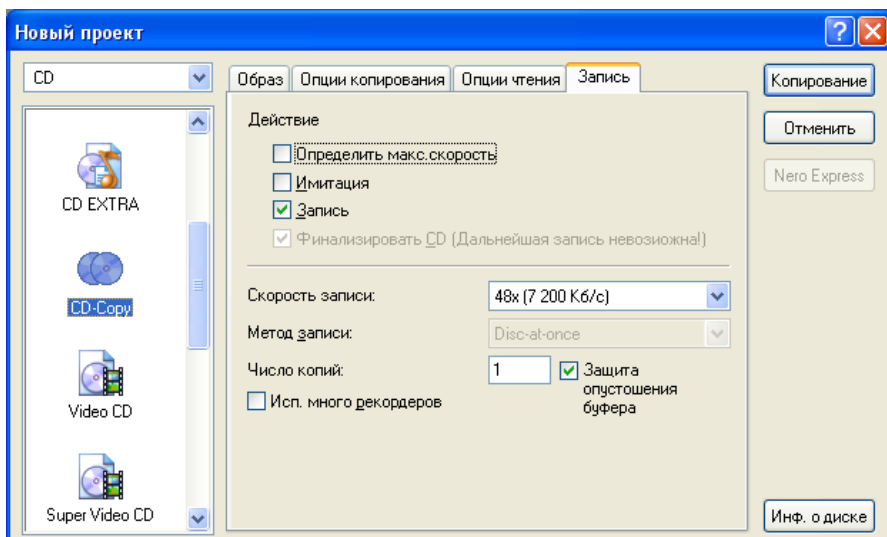 Новый проект
CD
Образ
Опции копирования
Опции чтения
Запись
Копирование
Отменить
Nero Express
CD EXTRA
CD-Copy
Video CD
Super Video CD
Действие
Определить макс.скорость
Имитация
Запись
Финализировать CD (Дальнейшая запись невозиожна!)
Скорость записи:
48x (7 200 Кб/с)
Метод записи:
Disc-at-once
Число копий:
1
Защита
опустошения
буфера
Исп. много рекордеров
Инф. о диске